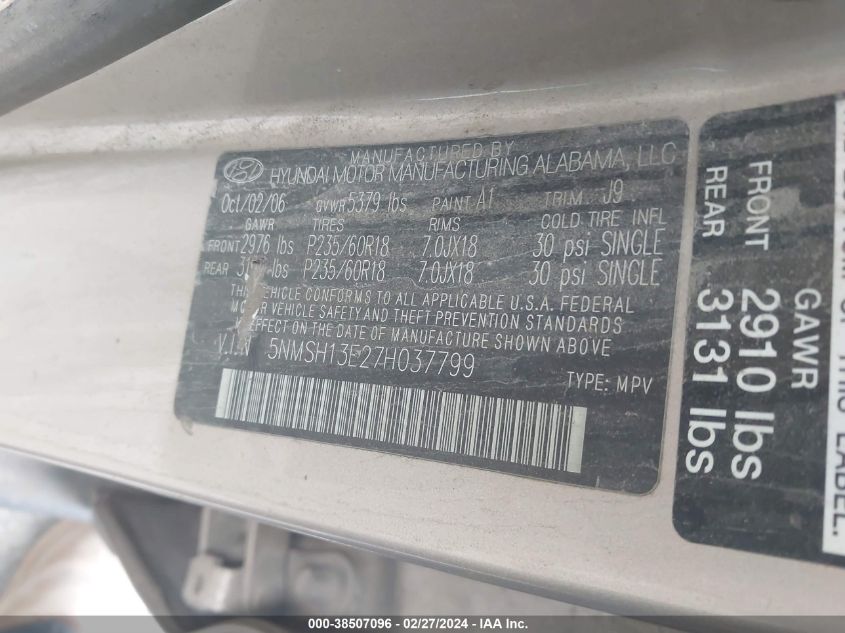 MANUFACTURED BY
HYUNDAI MOTOR MANUFACTURING ALABAMA, LLC
Oct/02/06 GVWR 5379 lbs PAINT A1 TRIM J9
GAWR TIRES RIMS COLD TIRE INFL
FRONT 2976 lbs P235/60R18 7.0JX18 30 psi SINGLE
REAR lbs P235/60R18 7.0JX18 30 psi SINGLE
THIS VEHICLE CONFORMS TO ALL APPLICABLE U.S.A. FEDERAL
VEHICLE SAFETY AND THEFT PREVENTION STANDARDS
EFFECT ON THE DATE OF MANUFACTURE SHOWN ABOVE
V.I.N 5NMSH13E27H037799
TYPE: MPV
GAWR
FRONT 2910 lbs
REAR 3131 lbs
THIS LABEL.
000-38507096 - 02/27/2024 - IAA Inc.